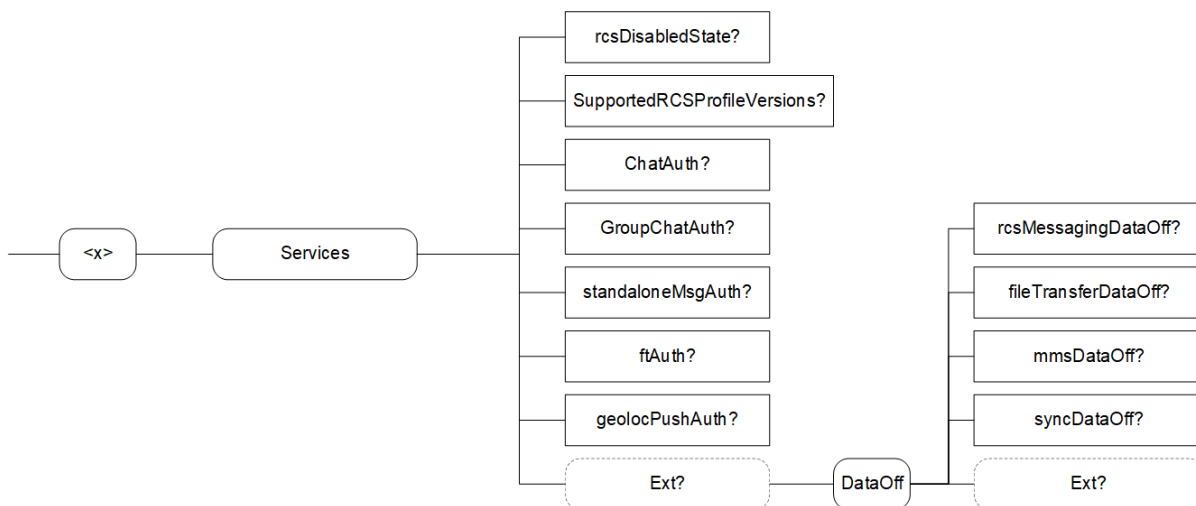 rcsDisabledState?
SupportedRCSProfileVersions?
ChatAuth?
<x>
Services
GroupChatAuth?
rcsMessagingDataOff?
standaloneMsgAuth?
fileTransferDataOff?
ftAuth?
mmsDataOff?
geolocPushAuth?
syncDataOff?
Ext?
DataOff
Ext?